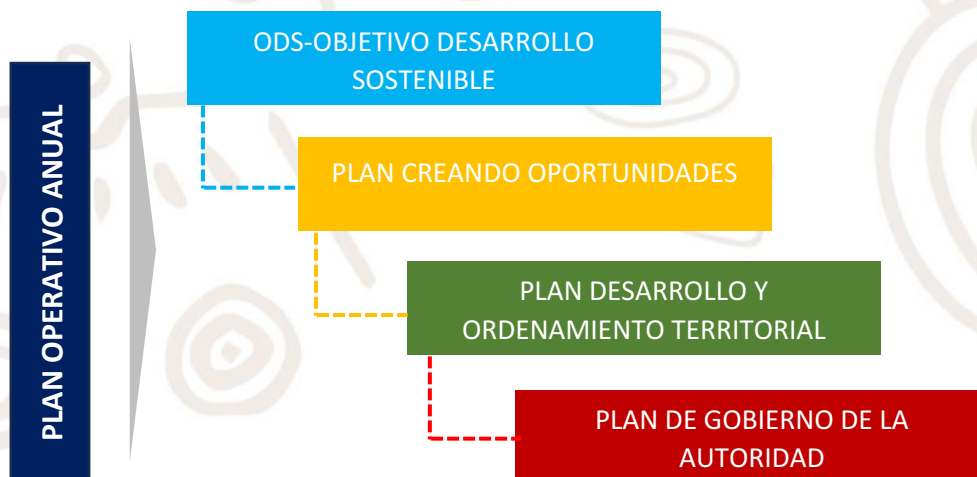 PLAN OPERATIVO ANUAL
ODS-OBJETIVO DESARROLLO
SOSTENIBLE
PLAN CREANDO OPORTUNIDADES
PLAN DESARROLLO Y
ORDENAMIENTO TERRITORIAL
PLAN DE GOBIERNO DE LA
AUTORIDAD